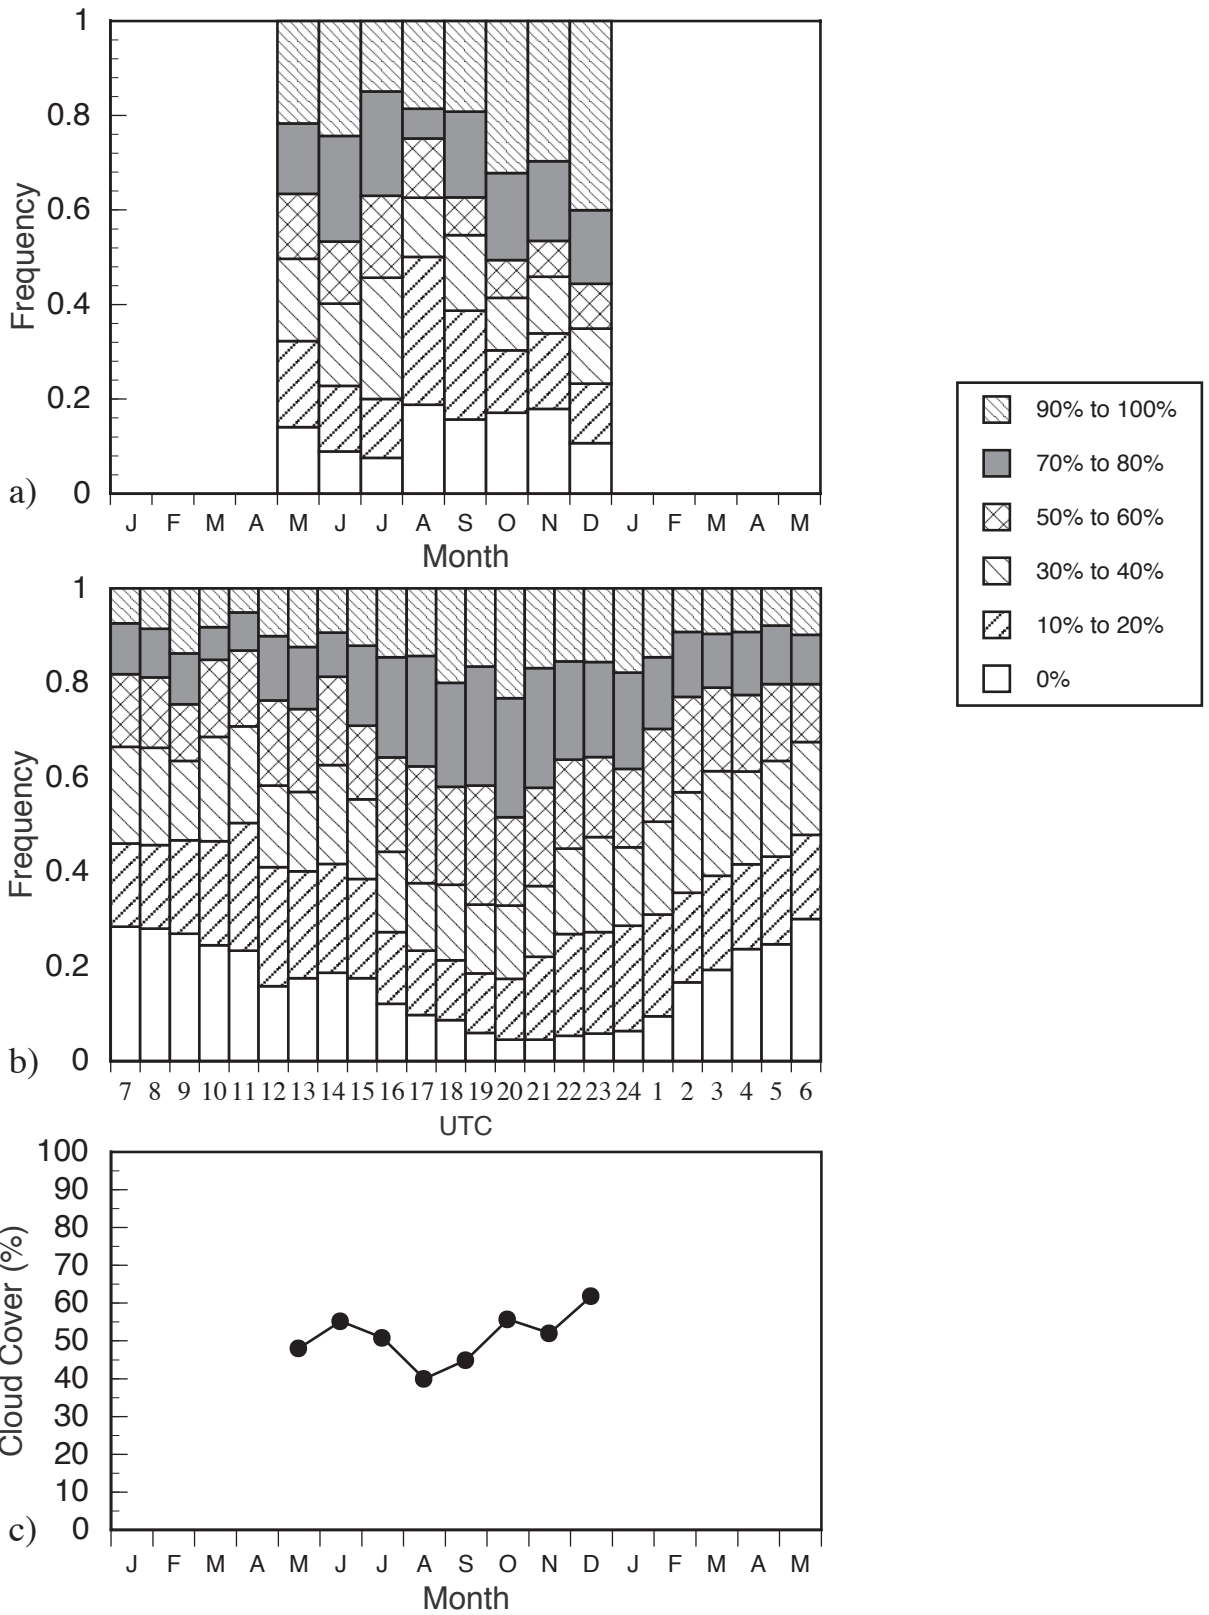 1
0.8
0.6
0.4
0.2
0
Frequency
a)
J F M A M J J A S O N D J F M A M
Month
90% to 100%
70% to 80%
50% to 60%
30% to 40%
10% to 20%
0%
1
0.8
0.6
0.4
0.2
0
Frequency
b)
7 8 9 10 11 12 13 14 15 16 17 18 19 20 21 22 23 24 1 2 3 4 5 6
UTC
100
90
80
70
60
50
40
30
20
10
0
Cloud Cover (%)
c)
J F M A M J J A S O N D J F M A M
Month